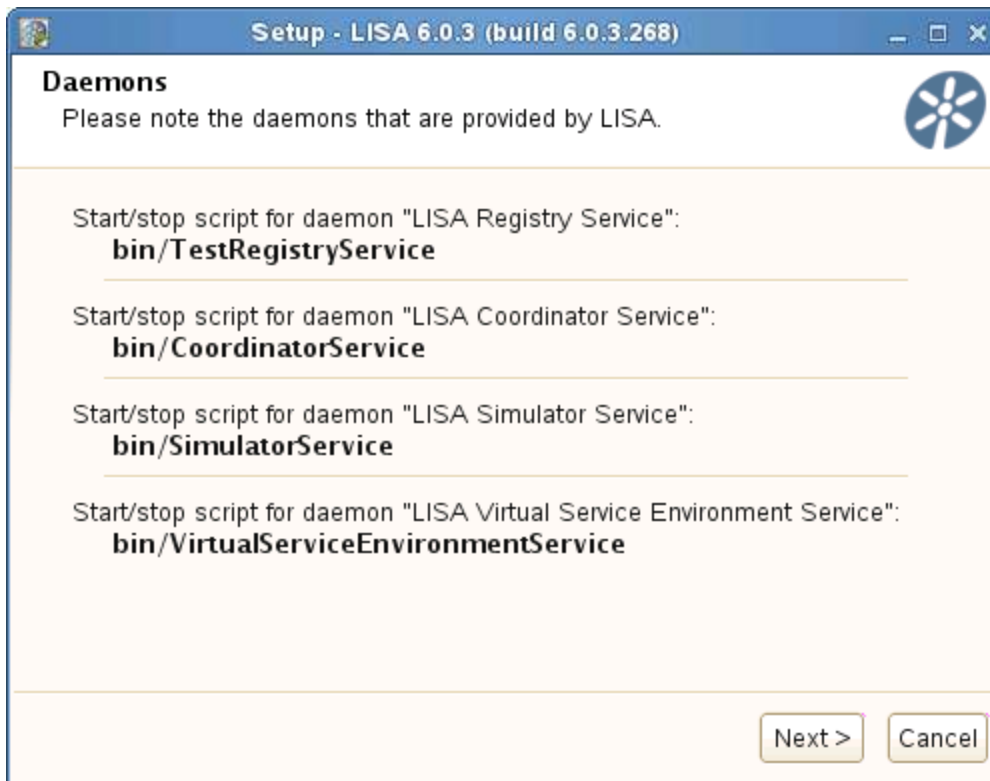 Setup - LISA 6.0.3 (build 6.0.3.268)
Daemons
Please note the daemons that are provided by LISA.
Start/stop script for daemon "LISA Registry Service":
bin/TestRegistryService
Start/stop script for daemon "LISA Coordinator Service":
bin/CoordinatorService
Start/stop script for daemon "LISA Simulator Service":
bin/SimulatorService
Start/stop script for daemon "LISA Virtual Service Environment Service":
bin/VirtualServiceEnvironmentService
Next > Cancel